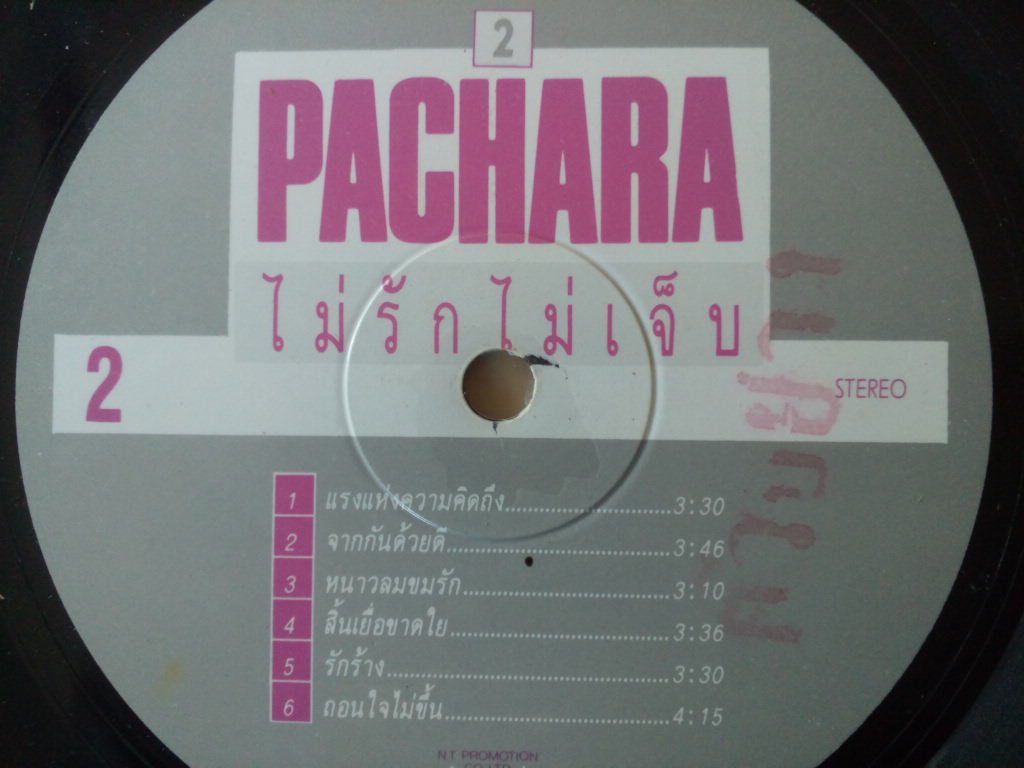 2
PACHARA
ไม่รักไม่เจ็บ
2
STEREO
1 แรงแห่งความคิดถึง 3:30
2 จากกันด้วยดี 3:46
3 หนาวลมขมรัก 3:10
4 สิ้นเยื่อขาดใย 3:36
5 รักร้าง 3:30
6 ถอนใจไม่ขึ้น 4:15
N.T. PROMOTION
CO., LTD.